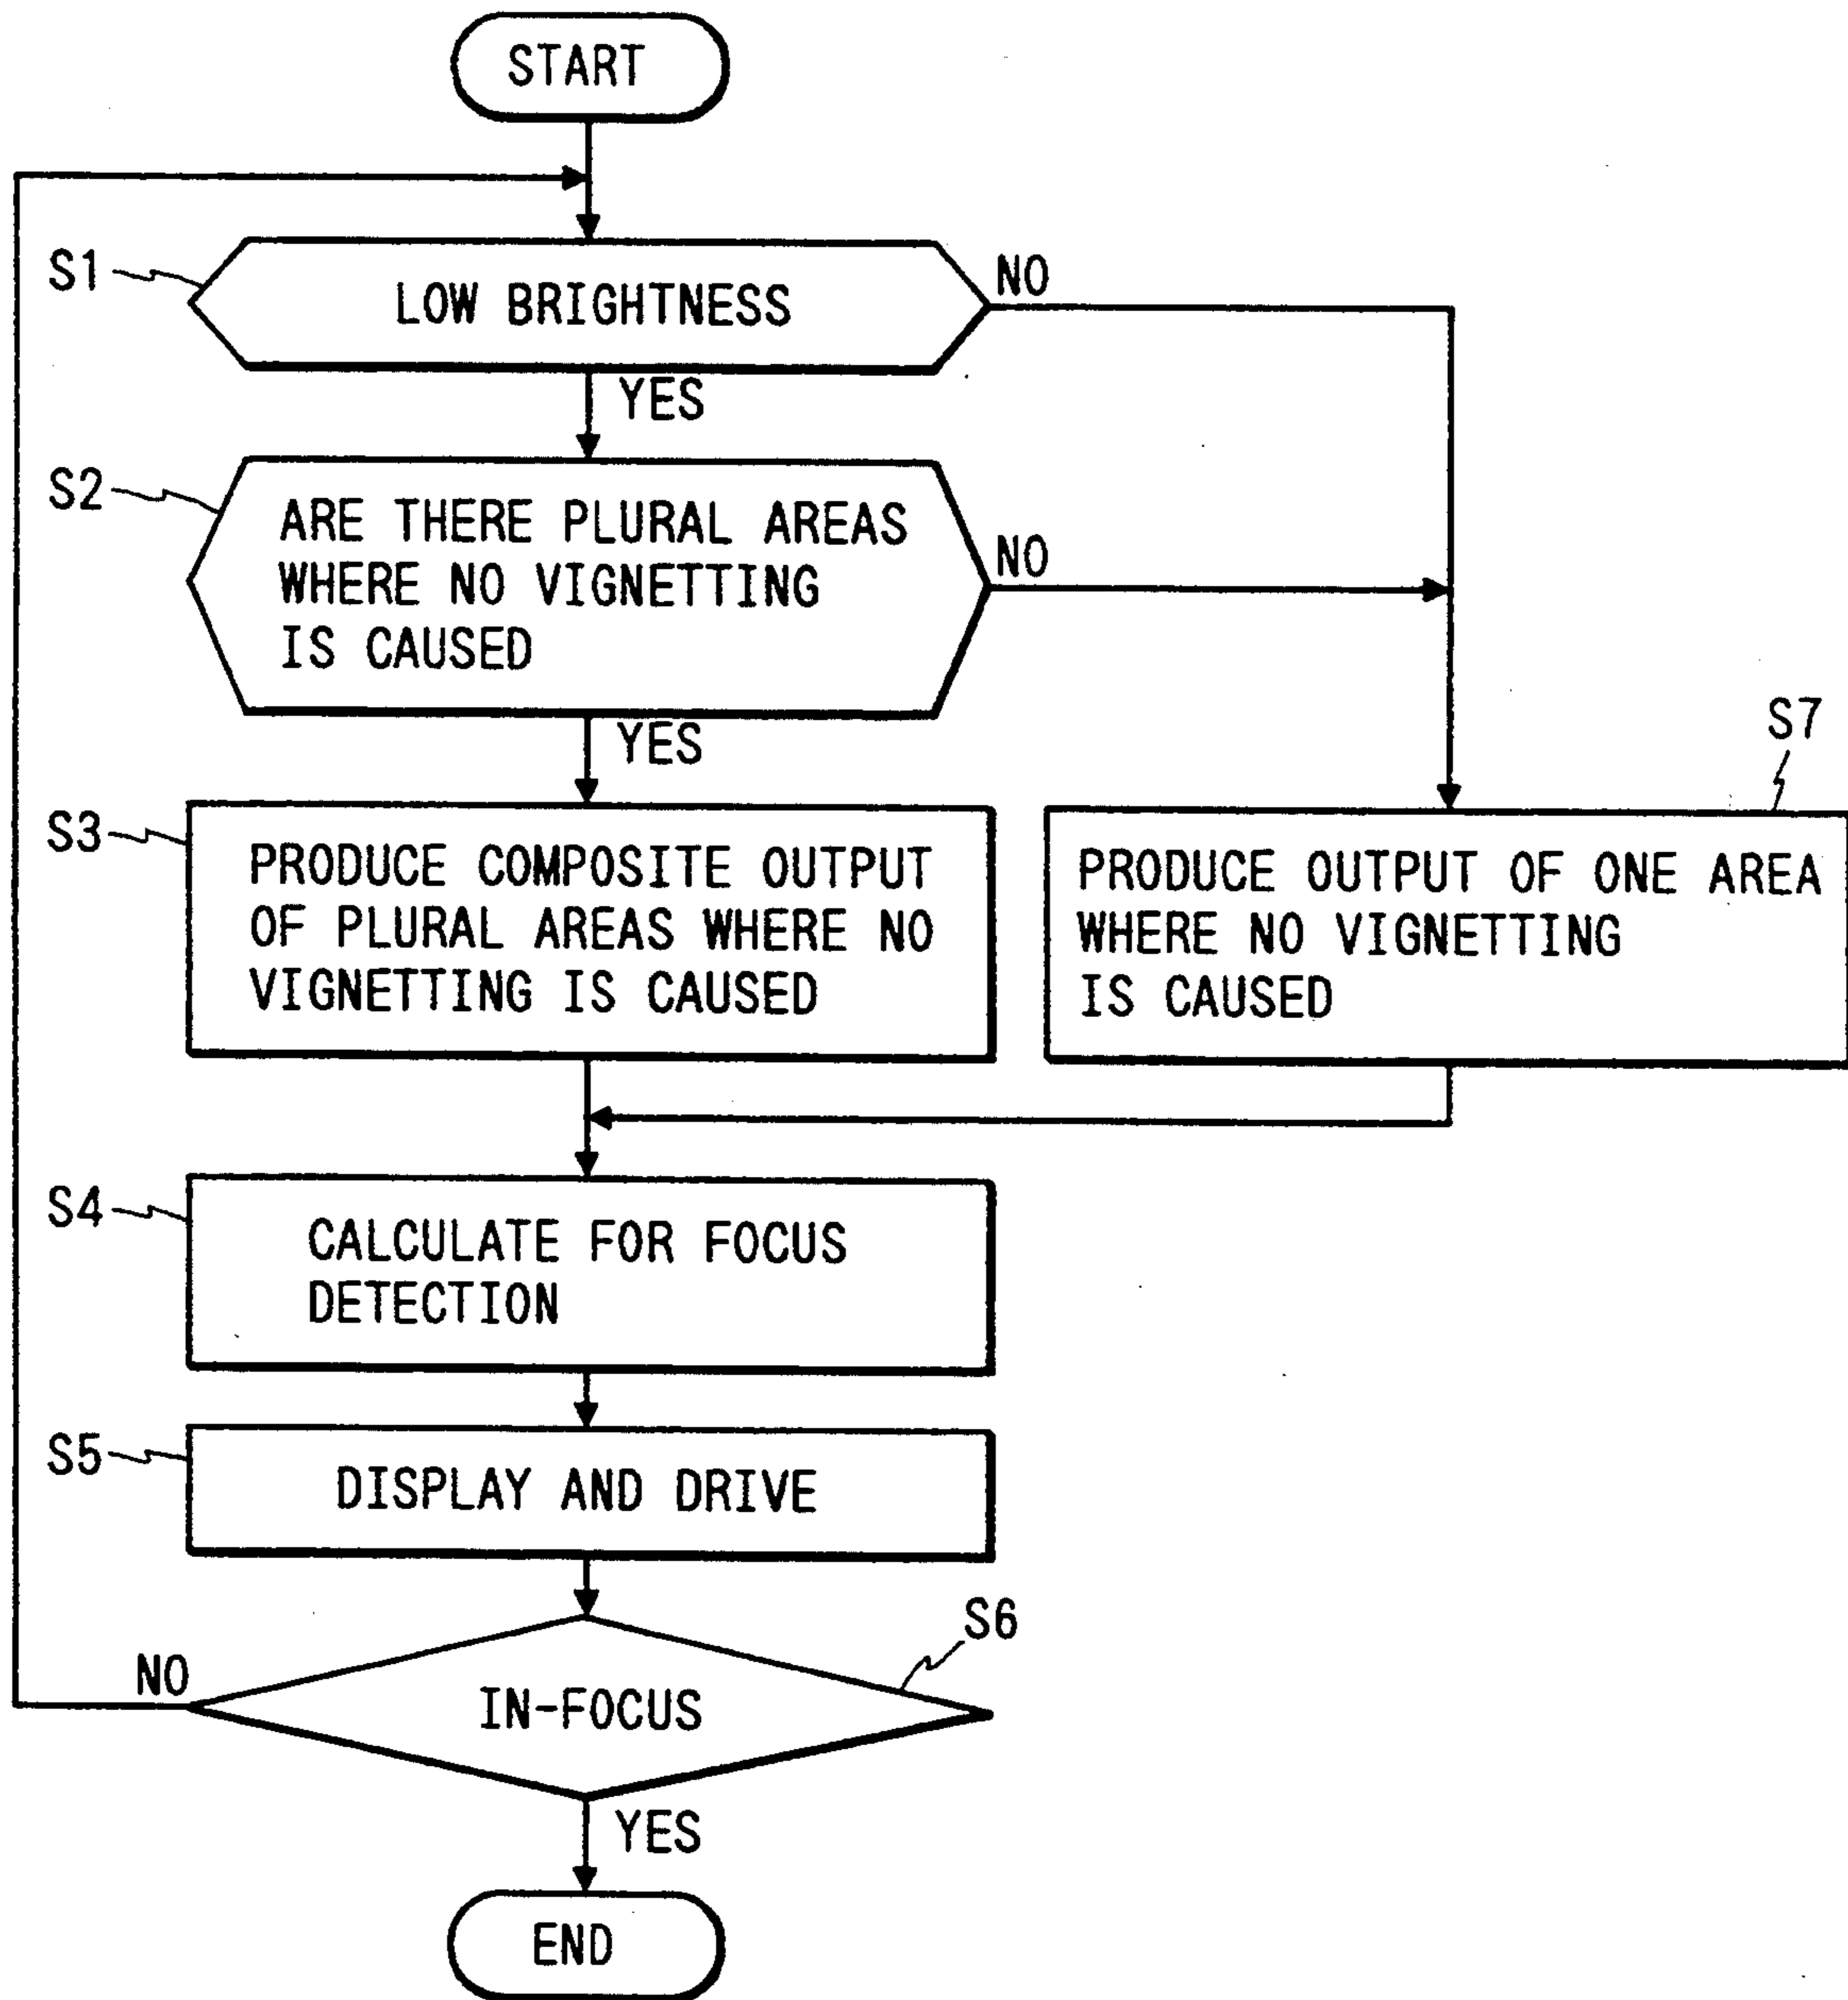 START
S1
LOW BRIGHTNESS
NO
YES
S2
ARE THERE PLURAL AREAS
WHERE NO VIGNETTING
IS CAUSED
NO
YES
S3
PRODUCE COMPOSITE OUTPUT
OF PLURAL AREAS WHERE NO
VIGNETTING IS CAUSED
S7
PRODUCE OUTPUT OF ONE AREA
WHERE NO VIGNETTING
IS CAUSED
S4
CALCULATE FOR FOCUS
DETECTION
S5
DISPLAY AND DRIVE
S6
NO
IN-FOCUS
YES
END